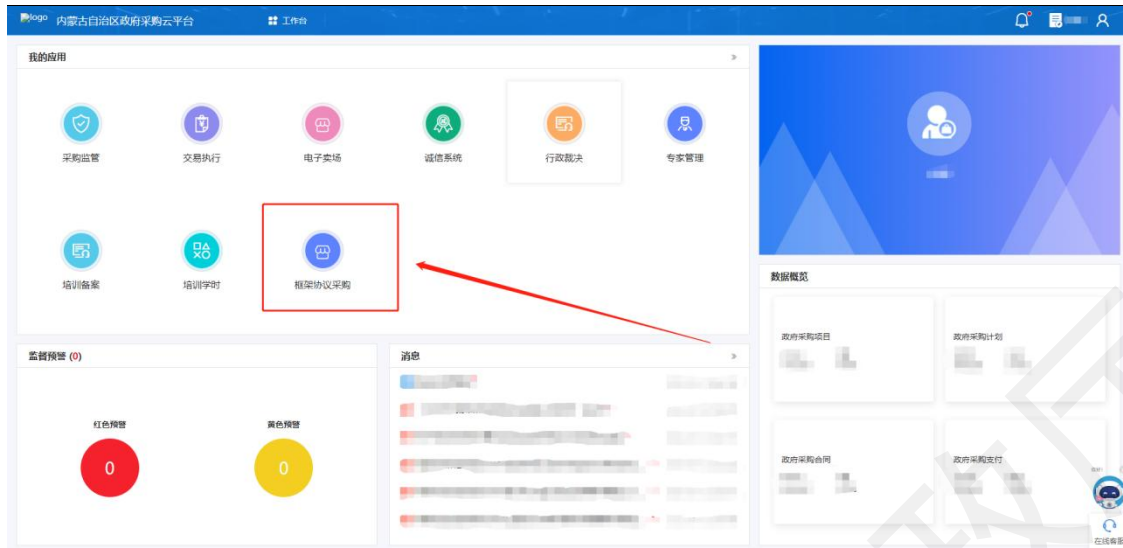 logo 内蒙古自治区政府采购云平台 工作台
我的应用
采购监管 交易执行 电子卖场 诚信系统 行政裁决 专家管理
培训备案 培训学时 框架协议采购
监督预警 (0)
红色预警 黄色预警
0 0
消息
数据概览
政府采购项目 政府采购计划
政府采购合同 政府采购支付
在线客服
政厅